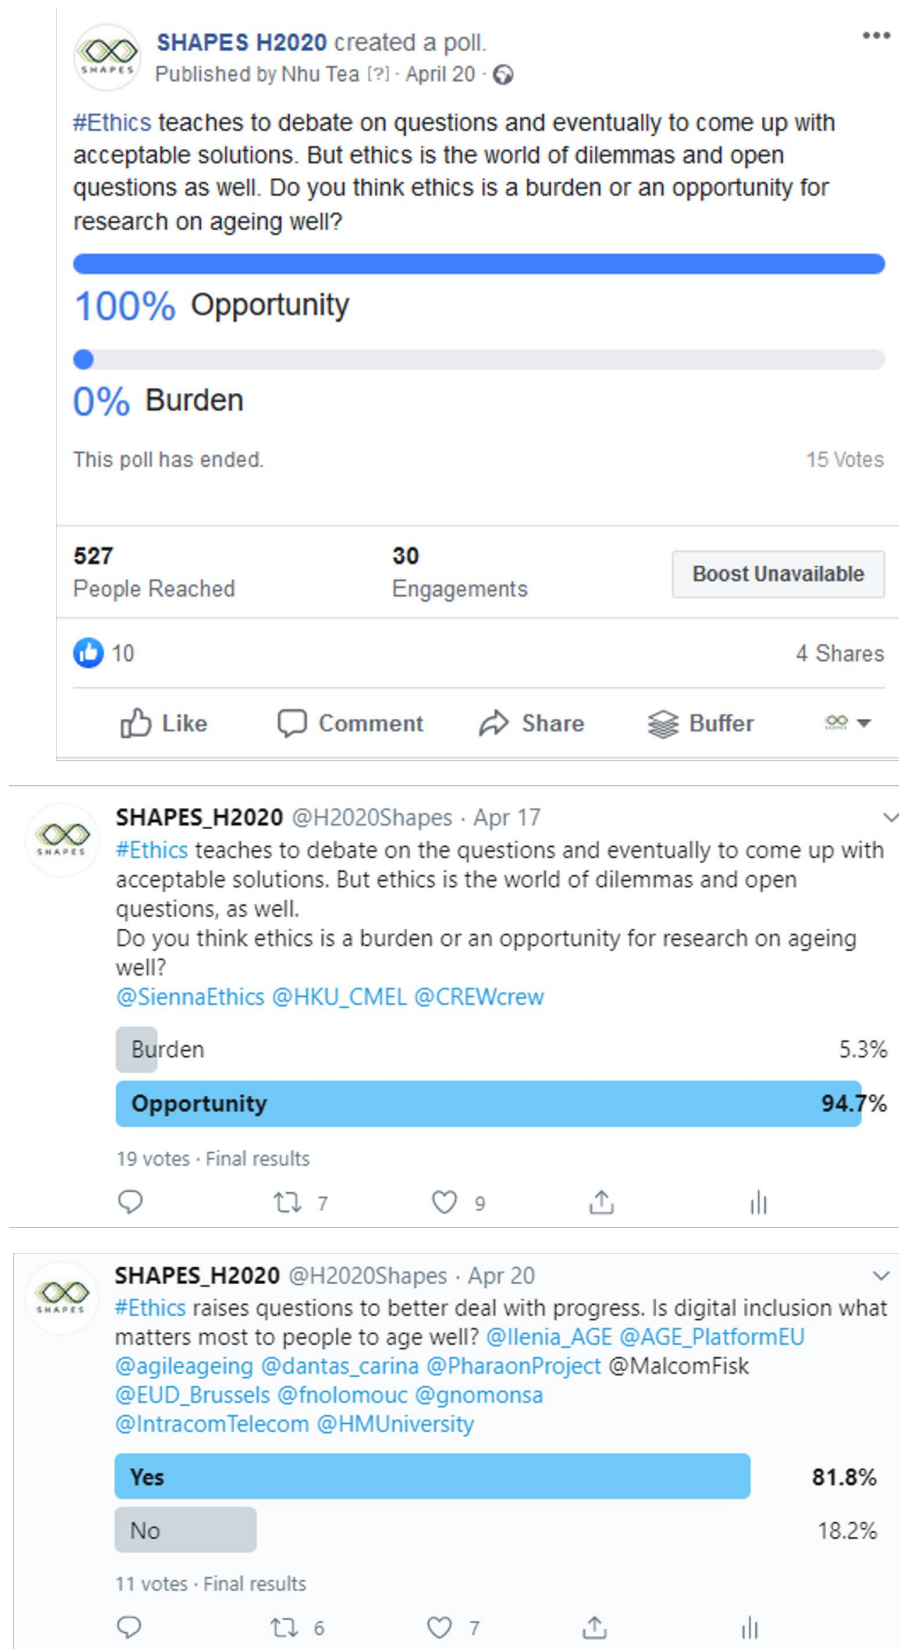 SHAPES H2020 created a poll.
SHAPES
Published by Nhu Tea [?] · April 20 ·
#Ethics teaches to debate on questions and eventually to come up with
acceptable solutions. But ethics is the world of dilemmas and open
questions as well. Do you think ethics is a burden or an opportunity for
research on ageing well?
100% Opportunity
0% Burden
This poll has ended. 15 Votes
527 30
People Reached Engagements Boost Unavailable
10 4 Shares
Like Comment Share Buffer SHAPES
SHAPES_H2020 @H2020Shapes · Apr 17
SHAPES
#Ethics teaches to debate on the questions and eventually to come up with
acceptable solutions. But ethics is the world of dilemmas and open
questions, as well.
Do you think ethics is a burden or an opportunity for research on ageing
well?
@SiennaEthics @HKU_CMEL @CREWcrew
Burden 5.3%
Opportunity 94.7%
19 votes · Final results
7 9
SHAPES_H2020 @H2020Shapes · Apr 20
SHAPES
#Ethics raises questions to better deal with progress. Is digital inclusion what
matters most to people to age well? @Ilenia_AGE @AGE_PlatformEU
@agileageing @dantas_carina @PharaonProject @MalcomFisk
@EUD_Brussels @fnolomouc @gnomonsa
@IntracomTelecom @HMUniversity
Yes 81.8%
No 18.2%
11 votes · Final results
6 7